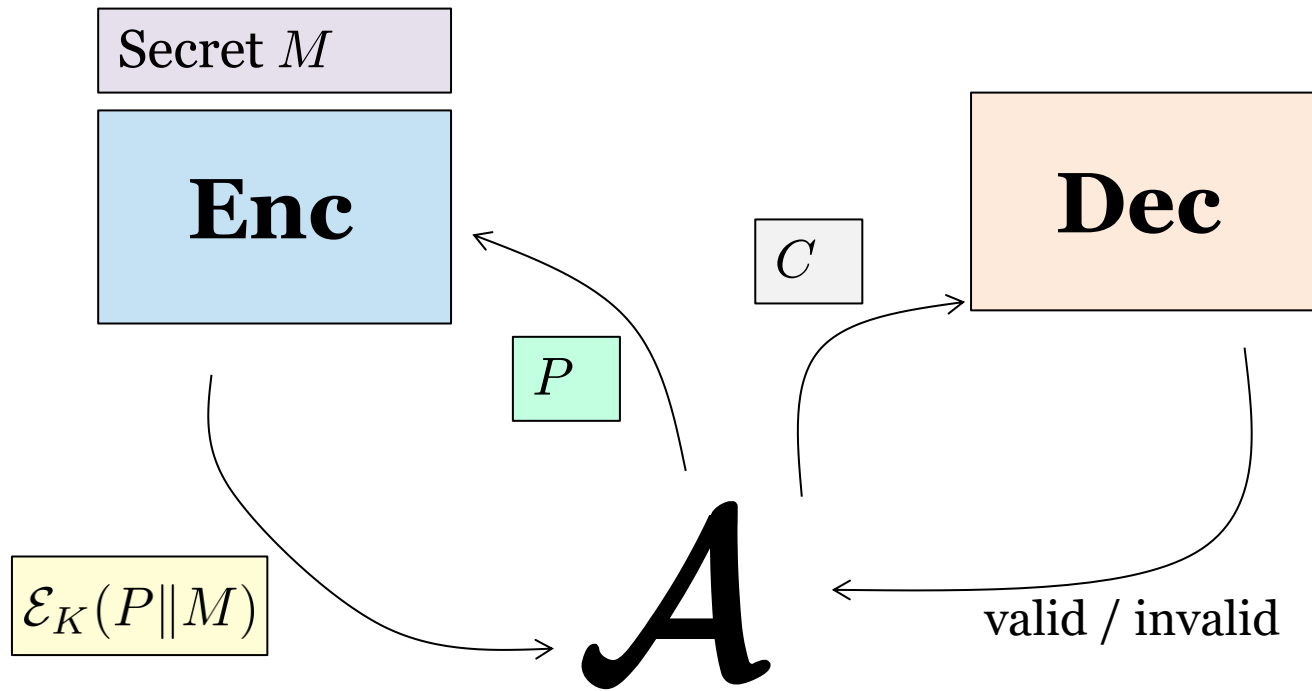 Secret M
Enc
Dec
C
P
𝓔_K(P‖M)
𝓐
valid / invalid